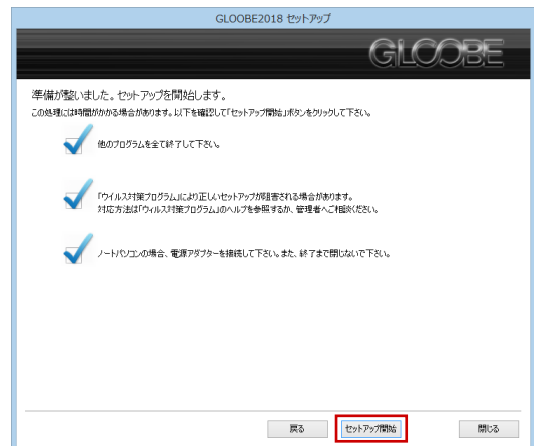 GLOOBE2018 セットアップ
GLOOBE
準備が整いました。セットアップを開始します。
この処理には時間がかかる場合があります。以下を確認して「セットアップ開始」ボタンをクリックして下さい。
他のプログラムを全て終了して下さい。
「ウイルス対策プログラム」により正しいセットアップが阻害される場合があります。
対応方法は「ウィルス対策プログラム」のヘルプを参照するか、管理者へご相談ください。
ノートパソコンの場合、電源アダプターを接続して下さい。また、終了まで閉じないで下さい。
戻る セットアップ開始 閉じる